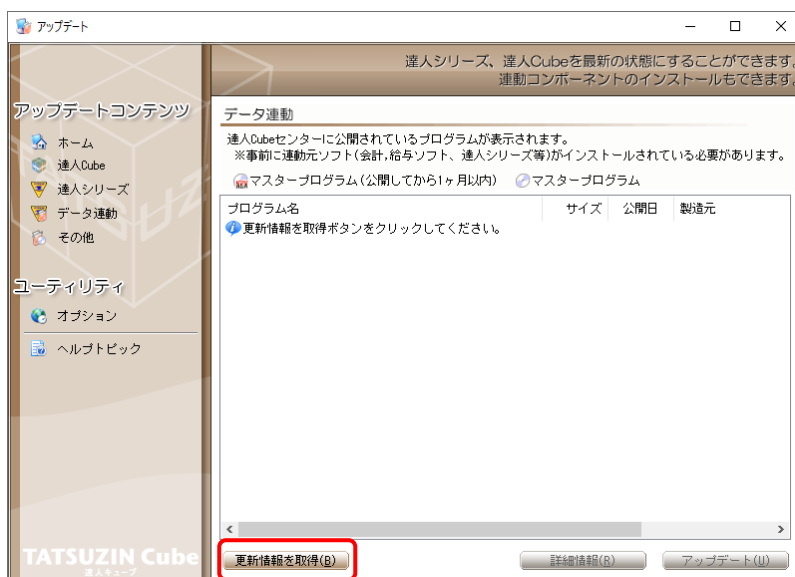 アップデート
達人シリーズ、達人Cubeを最新の状態にすることができます。
連動コンポーネントのインストールもできます。
アップデートコンテンツ
ホーム
達人Cube
達人シリーズ
データ連動
その他
ユーティリティ
オプション
ヘルプトピック
TATSUZIN Cube
達人キューブ
データ連動
達人Cubeセンターに公開されているプログラムが表示されます。
※事前に連動元ソフト(会計,給与ソフト、達人シリーズ等)がインストールされている必要があります。
マスタープログラム(公開してから1ヶ月以内) マスタープログラム
プログラム名 サイズ 公開日 製造元
更新情報を取得ボタンをクリックしてください。
更新情報を取得(B) 詳細情報(R) アップデート(U)